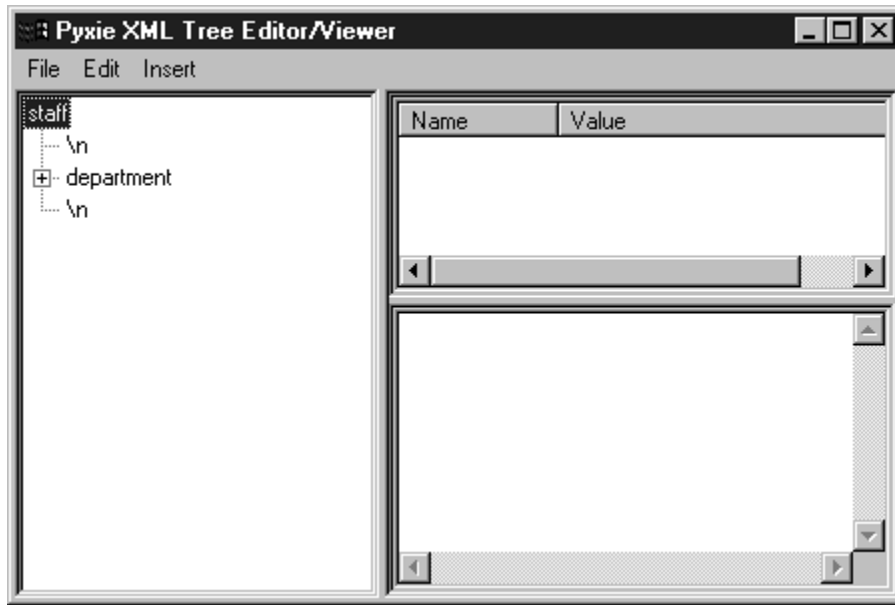 Pyxie XML Tree Editor/Viewer
File Edit Insert
staff
\n
department
\n
Name Value